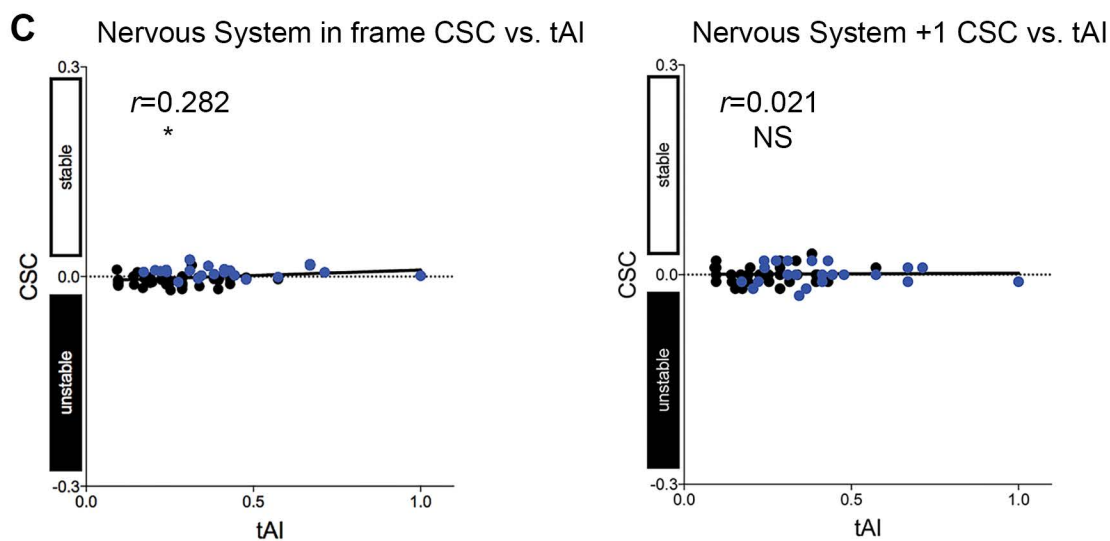 C
Nervous System in frame CSC vs. tAI
0.3
r=0.282
*
stable
CSC
0.0
unstable
-0.3
0.0
0.5
1.0
tAI
Nervous System +1 CSC vs. tAI
0.3
r=0.021
NS
stable
CSC
0.0
unstable
-0.3
0.0
0.5
1.0
tAI